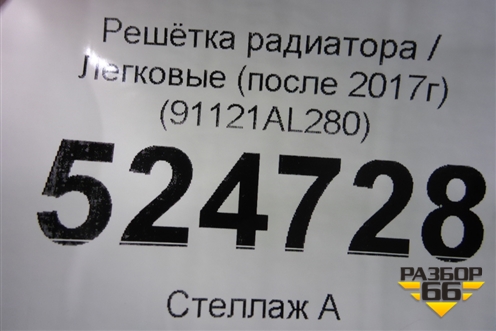 Решётка радиатора /
Легковые (после 2017г)
(91121AL280)
524728
Стеллаж А
РАЗБОР
66